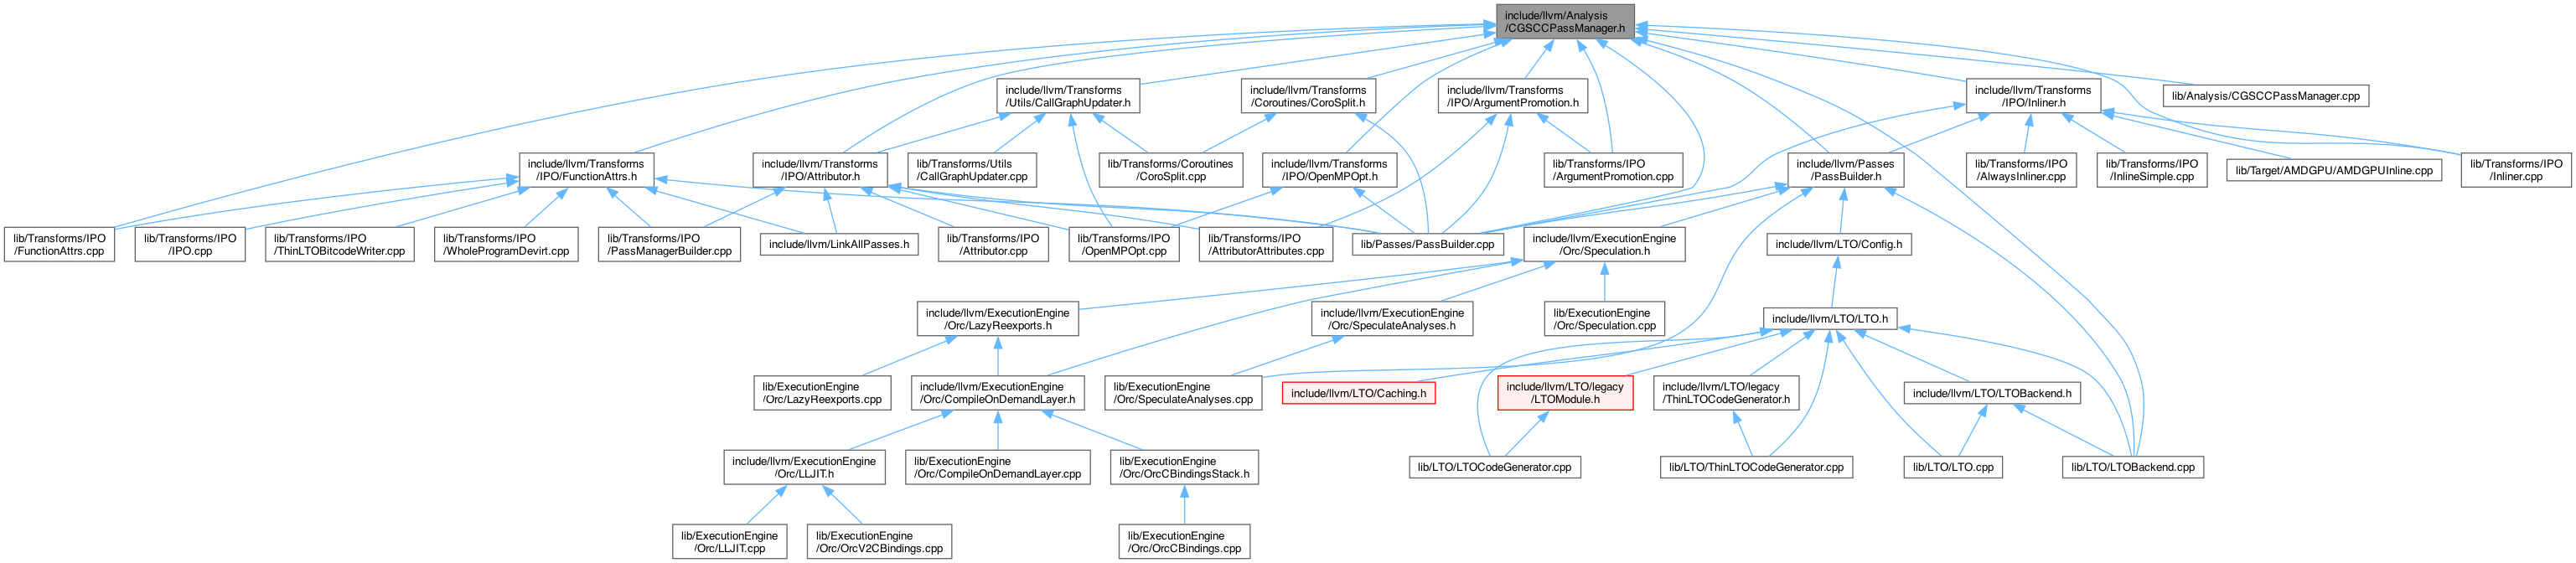 include/llvm/Analysis
/CGSCCPassManager.h
include/llvm/Transforms
/Utils/CallGraphUpdater.h
include/llvm/Transforms
/Coroutines/CoroSplit.h
include/llvm/Transforms
/IPO/ArgumentPromotion.h
include/llvm/Transforms
/IPO/Inliner.h
lib/Analysis/CGSCCPassManager.cpp
include/llvm/Transforms
/IPO/FunctionAttrs.h
include/llvm/Transforms
/IPO/Attributor.h
lib/Transforms/Utils
/CallGraphUpdater.cpp
lib/Transforms/Coroutines
/CoroSplit.cpp
include/llvm/Transforms
/IPO/OpenMPOpt.h
lib/Transforms/IPO
/ArgumentPromotion.cpp
include/llvm/Passes
/PassBuilder.h
lib/Transforms/IPO
/AlwaysInliner.cpp
lib/Transforms/IPO
/InlineSimple.cpp
lib/Target/AMDGPU/AMDGPUInline.cpp
lib/Transforms/IPO
/Inliner.cpp
lib/Transforms/IPO
/FunctionAttrs.cpp
lib/Transforms/IPO
/IPO.cpp
lib/Transforms/IPO
/ThinLTOBitcodeWriter.cpp
lib/Transforms/IPO
/WholeProgramDevirt.cpp
lib/Transforms/IPO
/PassManagerBuilder.cpp
include/llvm/LinkAllPasses.h
lib/Transforms/IPO
/Attributor.cpp
lib/Transforms/IPO
/OpenMPOpt.cpp
lib/Transforms/IPO
/AttributorAttributes.cpp
lib/Passes/PassBuilder.cpp
include/llvm/ExecutionEngine
/Orc/Speculation.h
include/llvm/LTO/Config.h
include/llvm/ExecutionEngine
/Orc/LazyReexports.h
include/llvm/ExecutionEngine
/Orc/SpeculateAnalyses.h
lib/ExecutionEngine
/Orc/Speculation.cpp
include/llvm/LTO/LTO.h
lib/ExecutionEngine
/Orc/LazyReexports.cpp
include/llvm/ExecutionEngine
/Orc/CompileOnDemandLayer.h
lib/ExecutionEngine
/Orc/SpeculateAnalyses.cpp
include/llvm/LTO/Caching.h
include/llvm/LTO/legacy
/LTOModule.h
include/llvm/LTO/legacy
/ThinLTOCodeGenerator.h
include/llvm/LTO/LTOBackend.h
include/llvm/ExecutionEngine
/Orc/LLJIT.h
lib/ExecutionEngine
/Orc/CompileOnDemandLayer.cpp
lib/ExecutionEngine
/Orc/OrcCBindingsStack.h
lib/LTO/LTOCodeGenerator.cpp
lib/LTO/ThinLTOCodeGenerator.cpp
lib/LTO/LTO.cpp
lib/LTO/LTOBackend.cpp
lib/ExecutionEngine
/Orc/LLJIT.cpp
lib/ExecutionEngine
/Orc/OrcV2CBindings.cpp
lib/ExecutionEngine
/Orc/OrcCBindings.cpp